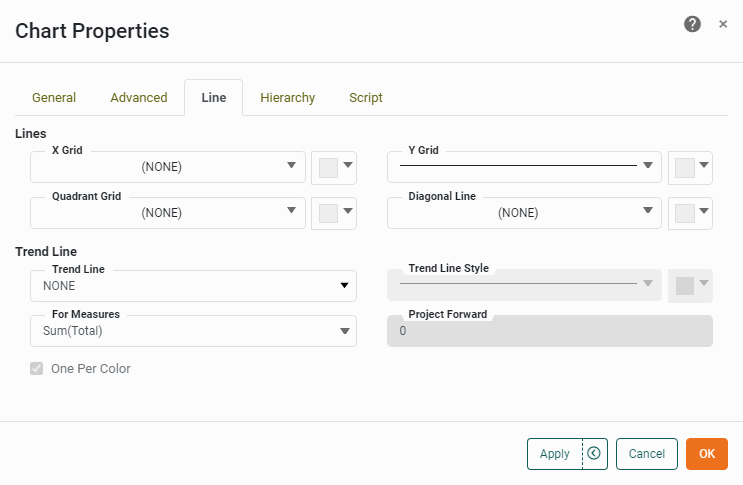 Chart Properties
General Advanced Line Hierarchy Script
Lines
X Grid Y Grid
(NONE)
Quadrant Grid Diagonal Line
(NONE) (NONE)
Trend Line
Trend Line Trend Line Style
NONE
For Measures Project Forward
Sum(Total) 0
One Per Color
Apply Cancel OK